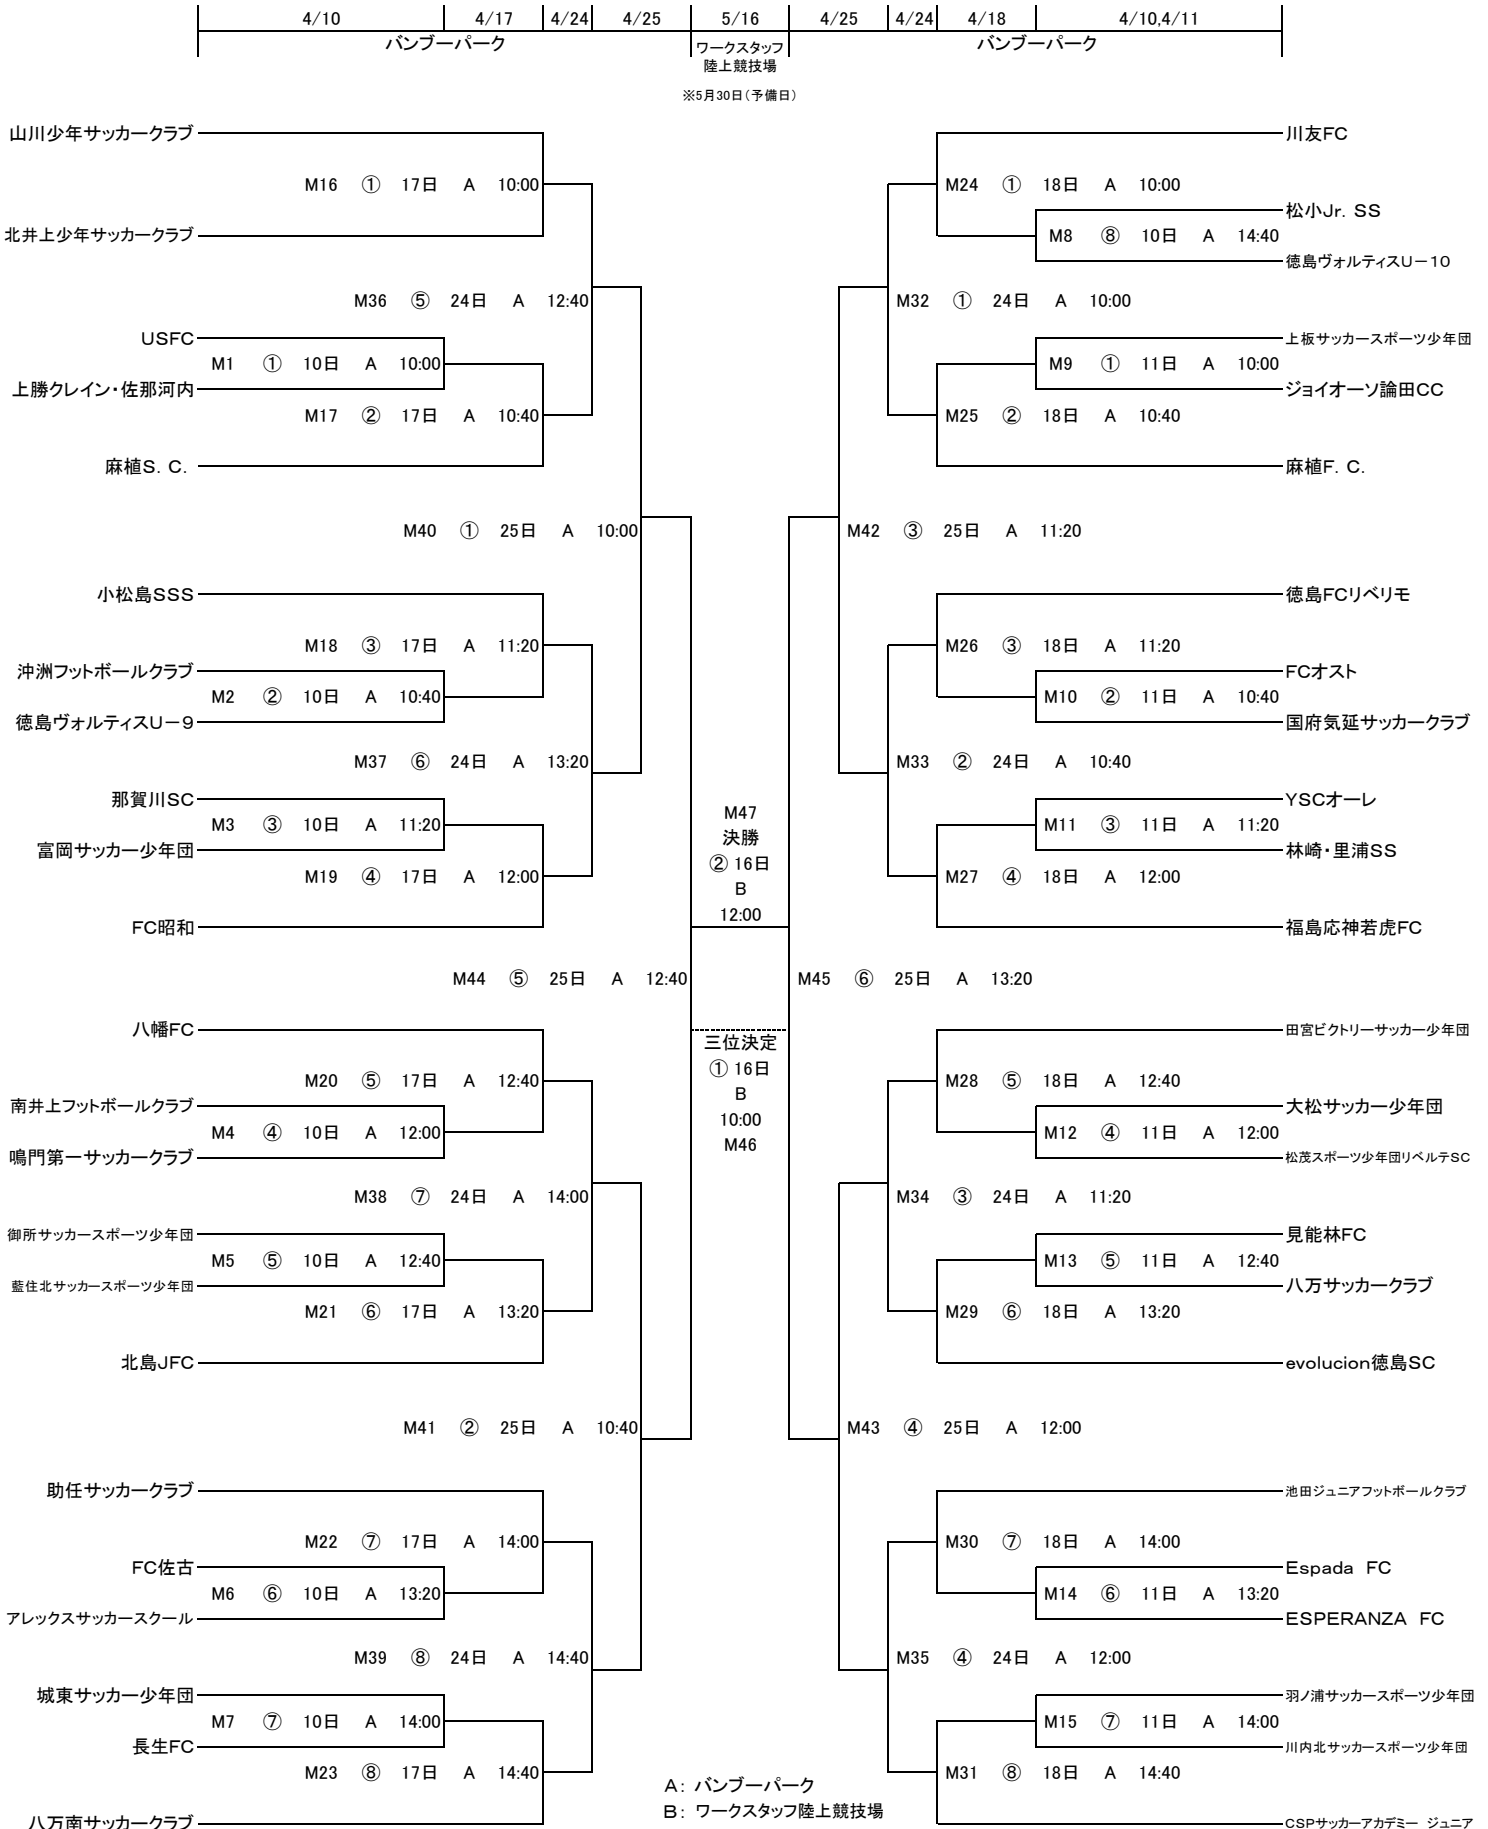 4/10 4/17 4/24 4/25 5/16 4/25 4/24 4/18 4/10,4/11
バンブーパーク ワークスタッフ バンブーパーク
陸上競技場
※5月30日(予備日)
山川少年サッカークラブ 川友FC
M16 ① 17日 A 10:00 M24 ① 18日 A 10:00
松小Jr. SS
北井上少年サッカークラブ M8 ⑧ 10日 A 14:40
徳島ヴォルティスU-10
M36 ⑤ 24日 A 12:40 M32 ① 24日 A 10:00
USFC 上板サッカースポーツ少年団
M1 ① 10日 A 10:00 M9 ① 11日 A 10:00
上勝クレイン・佐那河内 ジョイオーソ論田CC
M17 ② 17日 A 10:40 M25 ② 18日 A 10:40
麻植S. C. 麻植F. C.
M40 ① 25日 A 10:00 M42 ③ 25日 A 11:20
小松島SSS 徳島FCリベリモ
M18 ③ 17日 A 11:20 M26 ③ 18日 A 11:20
沖洲フットボールクラブ FCオスト
M2 ② 10日 A 10:40 M10 ② 11日 A 10:40
徳島ヴォルティスU-9 国府気延サッカークラブ
M37 ⑥ 24日 A 13:20 M33 ② 24日 A 10:40
那賀川SC YSCオーレ
M47
M3 ③ 10日 A 11:20 M11 ③ 11日 A 11:20
決勝
富岡サッカー少年団 林崎・里浦SS
② 16日
M19 ④ 17日 A 12:00 M27 ④ 18日 A 12:00
B
12:00
FC昭和 福島応神若虎FC
M44 ⑤ 25日 A 12:40 M45 ⑥ 25日 A 13:20
八幡FC 田宮ビクトリーサッカー少年団
三位決定
① 16日
M20 ⑤ 17日 A 12:40 M28 ⑤ 18日 A 12:40
B
南井上フットボールクラブ 大松サッカー少年団
10:00
M4 ④ 10日 A 12:00 M12 ④ 11日 A 12:00
M46
鳴門第一サッカークラブ 松茂スポーツ少年団リベルテSC
M38 ⑦ 24日 A 14:00 M34 ③ 24日 A 11:20
御所サッカースポーツ少年団 見能林FC
M5 ⑤ 10日 A 12:40 M13 ⑤ 11日 A 12:40
藍住北サッカースポーツ少年団 八万サッカークラブ
M21 ⑥ 17日 A 13:20 M29 ⑥ 18日 A 13:20
北島JFC evolucion徳島SC
M41 ② 25日 A 10:40 M43 ④ 25日 A 12:00
助任サッカークラブ 池田ジュニアフットボールクラブ
M22 ⑦ 17日 A 14:00 M30 ⑦ 18日 A 14:00
FC佐古 Espada FC
M6 ⑥ 10日 A 13:20 M14 ⑥ 11日 A 13:20
アレックスサッカースクール ESPERANZA FC
M39 ⑧ 24日 A 14:40 M35 ④ 24日 A 12:00
城東サッカー少年団 羽ノ浦サッカースポーツ少年団
M7 ⑦ 10日 A 14:00 M15 ⑦ 11日 A 14:00
長生FC 川内北サッカースポーツ少年団
M23 ⑧ 17日 A 14:40 M31 ⑧ 18日 A 14:40
A: バンブーパーク
B: ワークスタッフ陸上競技場
八万南サッカークラブ CSPサッカーアカデミー ジュニア